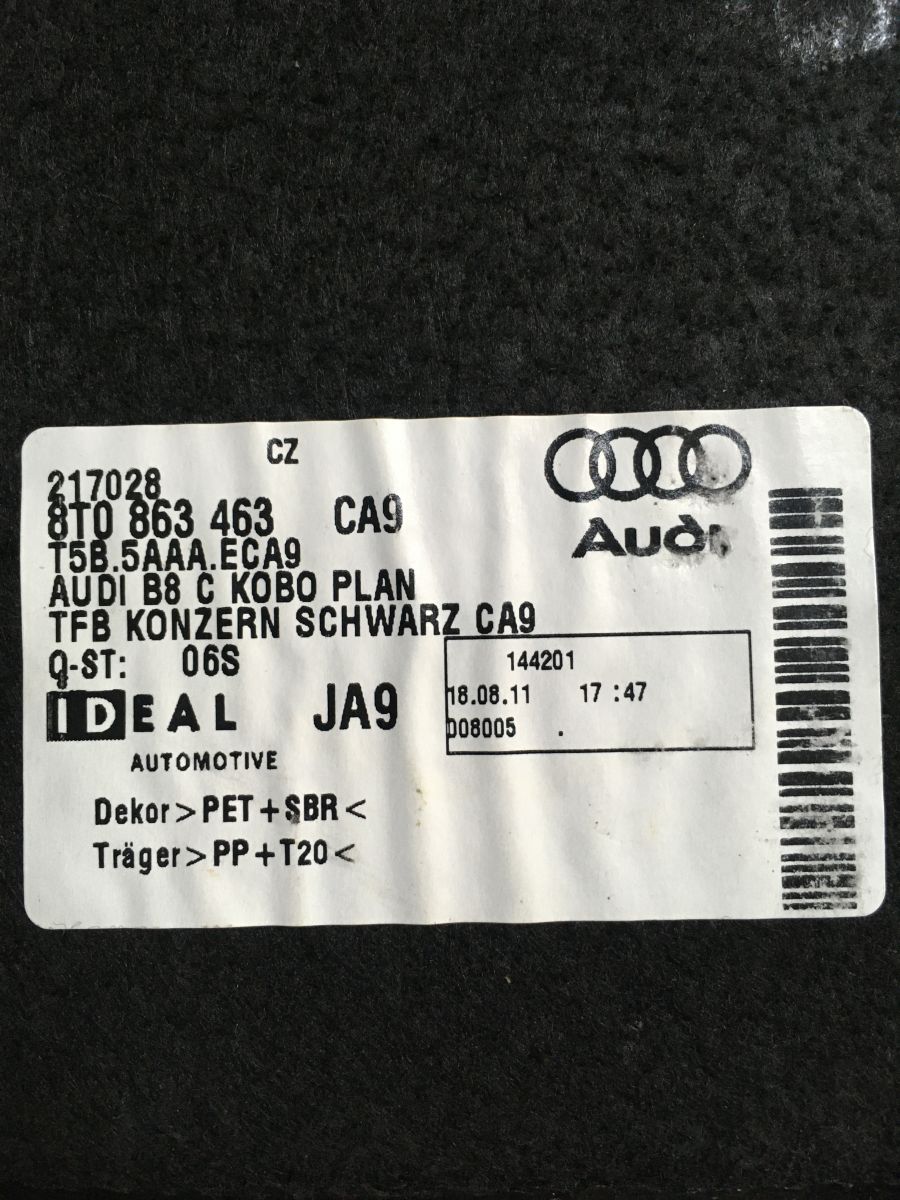 CZ
217028
8T0 863 463 CA9
T5B.5AAA.ECA9
AUDI B8 C KOBO PLAN
TFB KONZERN SCHWARZ CA9
Q-ST: 06S
IDEAL JA9
AUTOMOTIVE
Dekor>PET+SBR<
Träger>PP+T20<
Audi
144201
18.08.11 17:47
008005 .